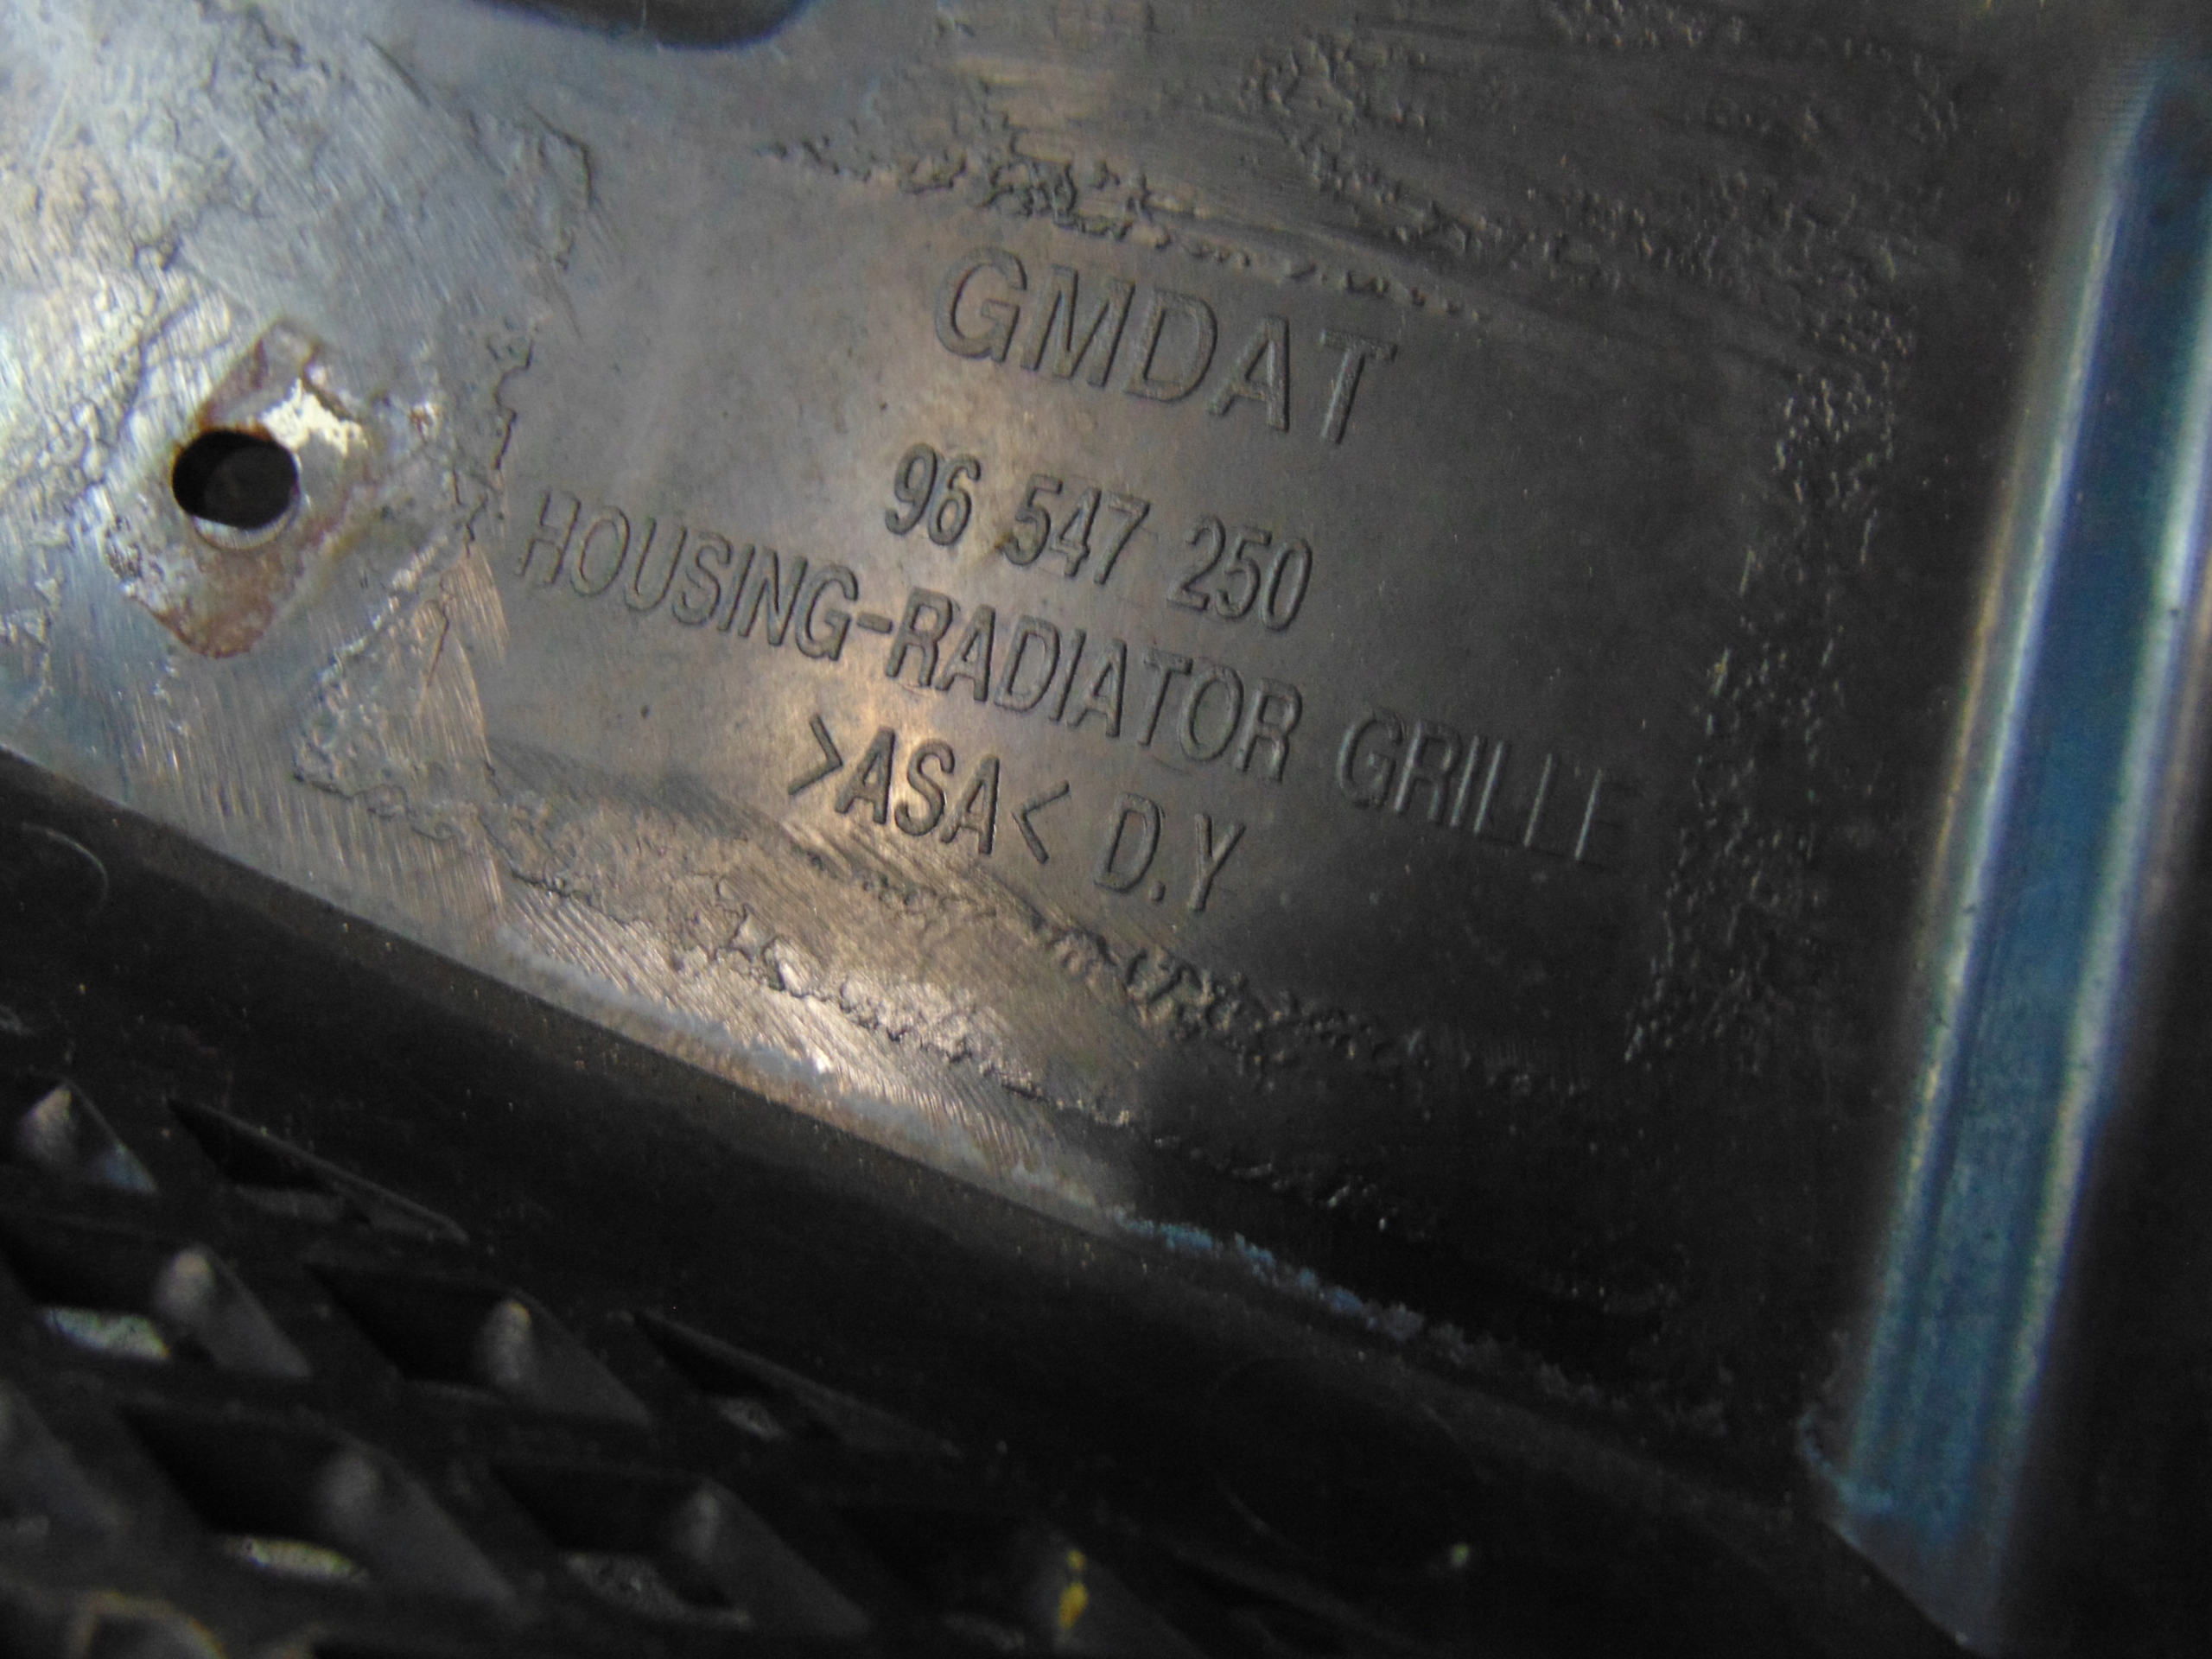 GMDAT
96 547 250
HOUSING-RADIATOR GRILLE
>ASA< D.Y